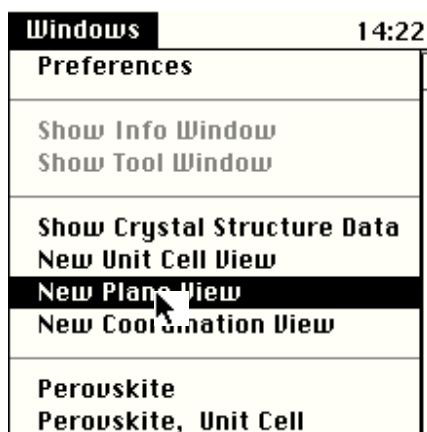 Windows 14:22
Preferences
Show Info Window
Show Tool Window
Show Crystal Structure Data
New Unit Cell View
New Plane View
New Coordination View
Perovskite
Perovskite, Unit Cell